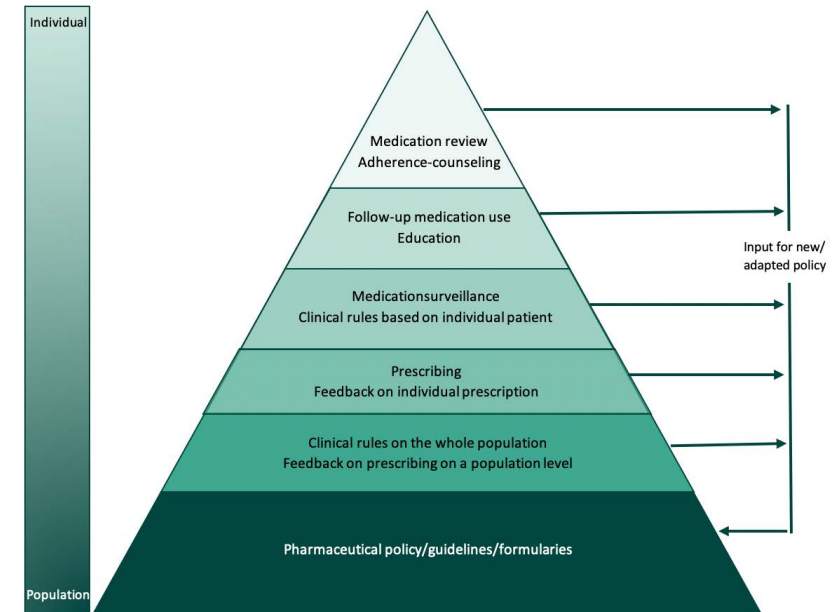 Individual
Medication review
Adherence-counseling
Follow-up medication use
Education
Input for new/
adapted policy
Medicationsurveillance
Clinical rules based on individual patient
Prescribing
Feedback on individual prescription
Clinical rules on the whole population
Feedback on prescribing on a population level
Pharmaceutical policy/guidelines/formularies
Population